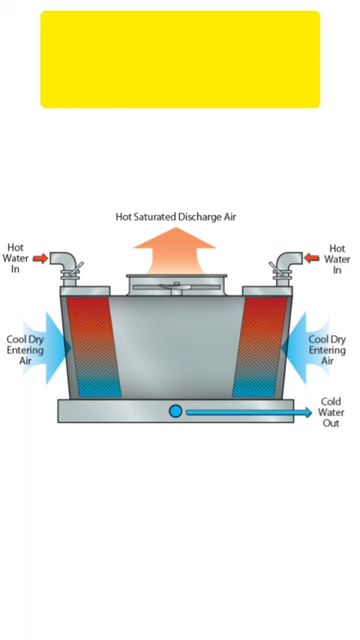 Hot Saturated Discharge Air
Hot
Water
In
Hot
Water
In
Cool Dry
Entering
Air
Cool Dry
Entering
Air
Cold
Water
Out